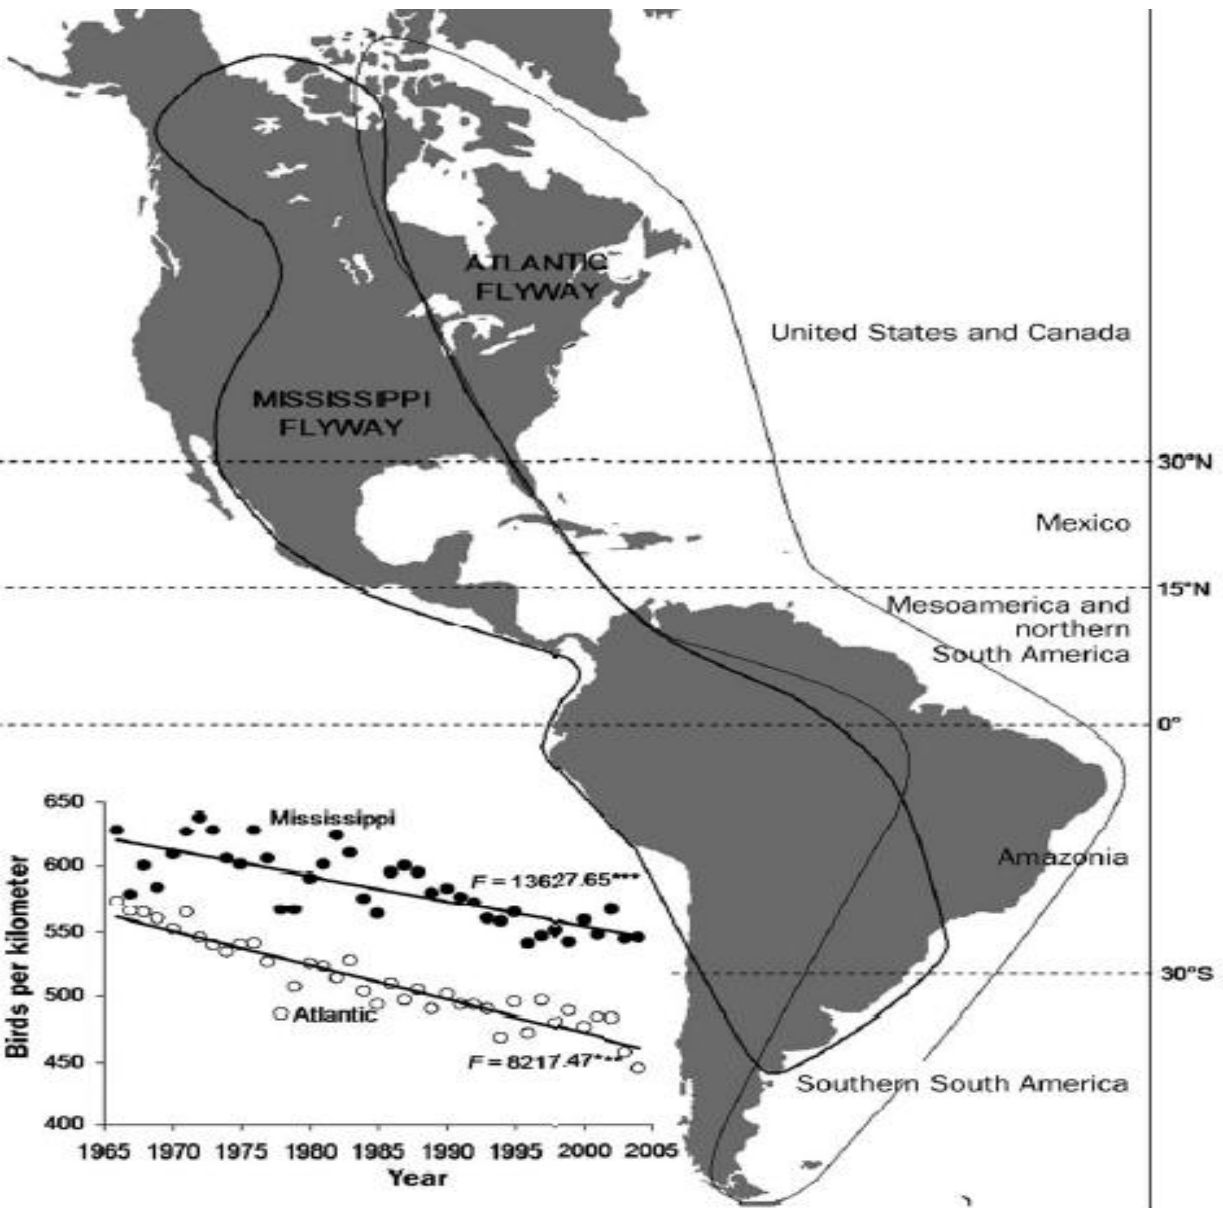 ATLANTIC
FLYWAY
United States and Canada
MISSISSIPPI
FLYWAY
30°N
Mexico
15°N
Mesoamerica and
northern
South America
0°
650
Mississippi
600
Amazonia
F = 13627.65***
550
Birds per kilometer
30°S
500
Atlantic
450
F = 8217.47***
Southern South America
400
1965 1970 1975 1980 1985 1990 1995 2000 2005
Year